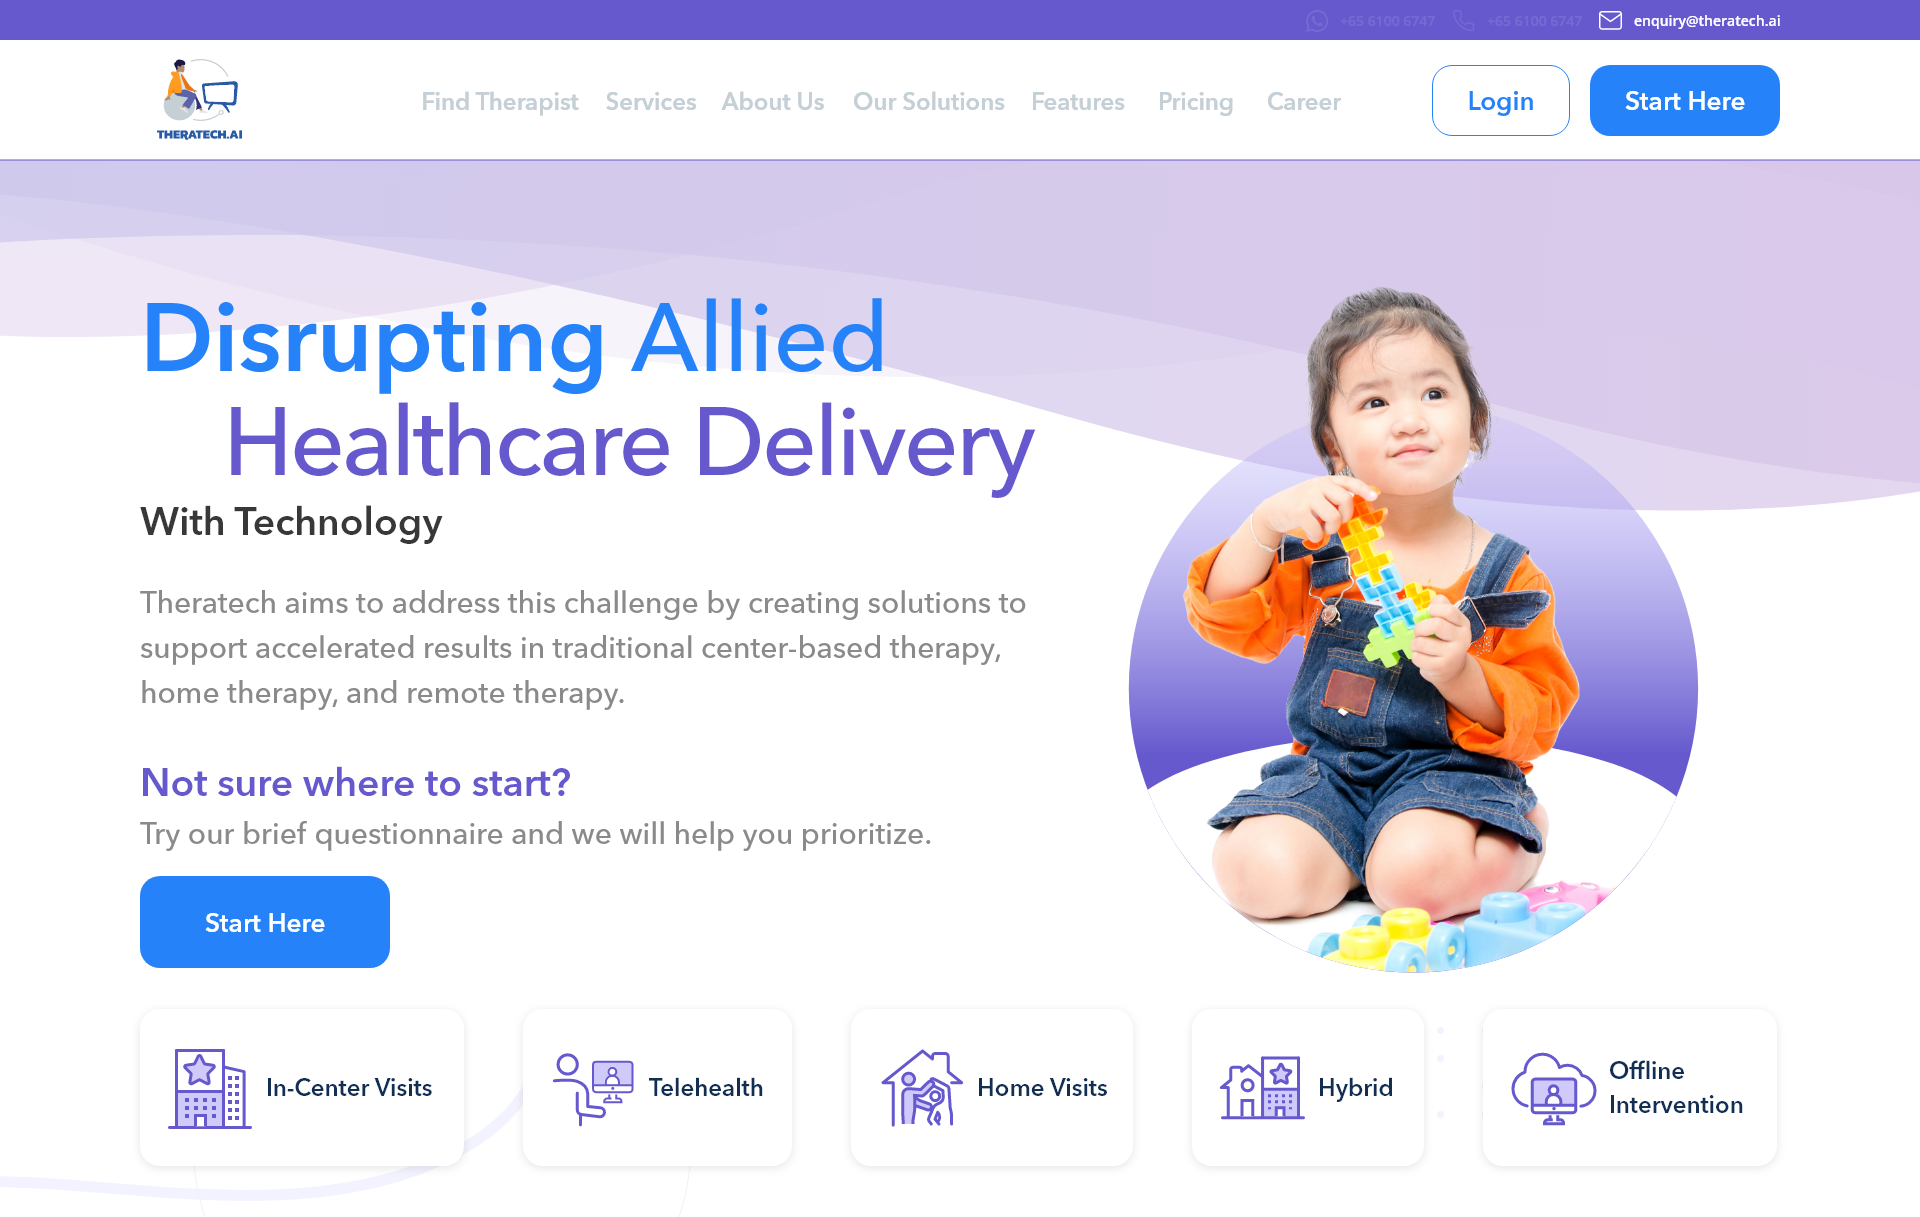 +65 6100 6747
+65 6100 6747
enquiry@theratech.ai
THERATECH.AI
Find Therapist
Services
About Us
Our Solutions
Features
Pricing
Career
Login
Start Here
Disrupting Allied
Healthcare Delivery
With Technology
Theratech aims to address this challenge by creating solutions to
support accelerated results in traditional center-based therapy,
home therapy, and remote therapy.
Not sure where to start?
Try our brief questionnaire and we will help you prioritize.
Start Here
In-Center Visits
Telehealth
Home Visits
Hybrid
Offline
Intervention